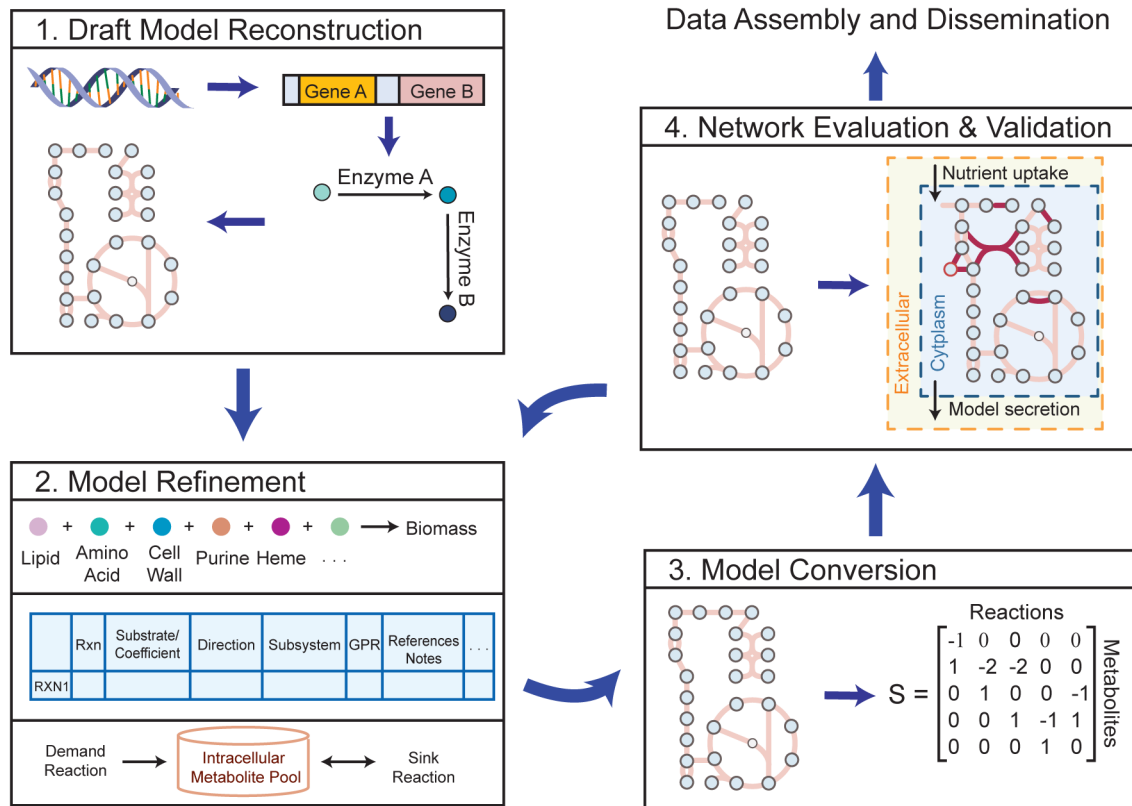 1. Draft Model Reconstruction
Gene A
Gene B
Enzyme A
Enzyme B
2. Model Refinement
+ + + + +
Biomass
Lipid
Amino
Acid
Cell
Wall
Purine
Heme
. . .
Rxn
Substrate/
Coefficient
Direction
Subsystem
GPR
References
Notes
. . .
RXN1
Demand
Reaction
Intracellular
Metabolite Pool
Sink
Reaction
3. Model Conversion
Reactions
S =
-1 0 0 0 0
1 -2 -2 0 0
0 1 0 0 -1
0 0 1 -1 1
0 0 0 1 0
Metabolites
4. Network Evaluation & Validation
Nutrient uptake
Extracellular
Cytplasm
Model secretion
Data Assembly and Dissemination